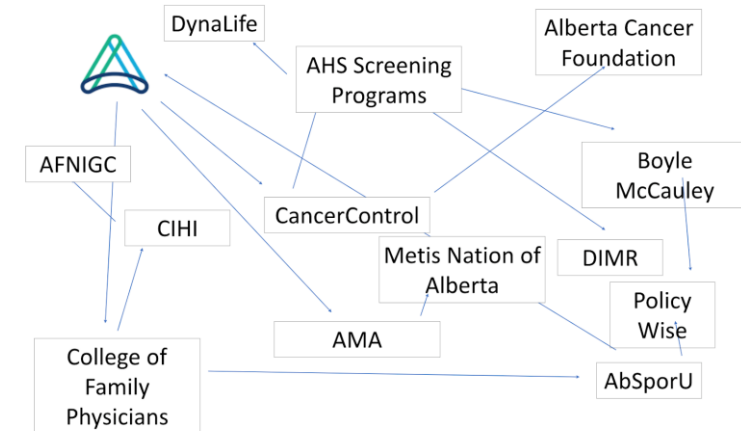 DynaLife
Alberta Cancer
Foundation
AHS Screening
Programs
AFNIGC
Boyle
McCauley
CIHI
CancerControl
Metis Nation of
Alberta
DIMR
Policy
Wise
AMA
College of
Family
Physicians
AbSporU